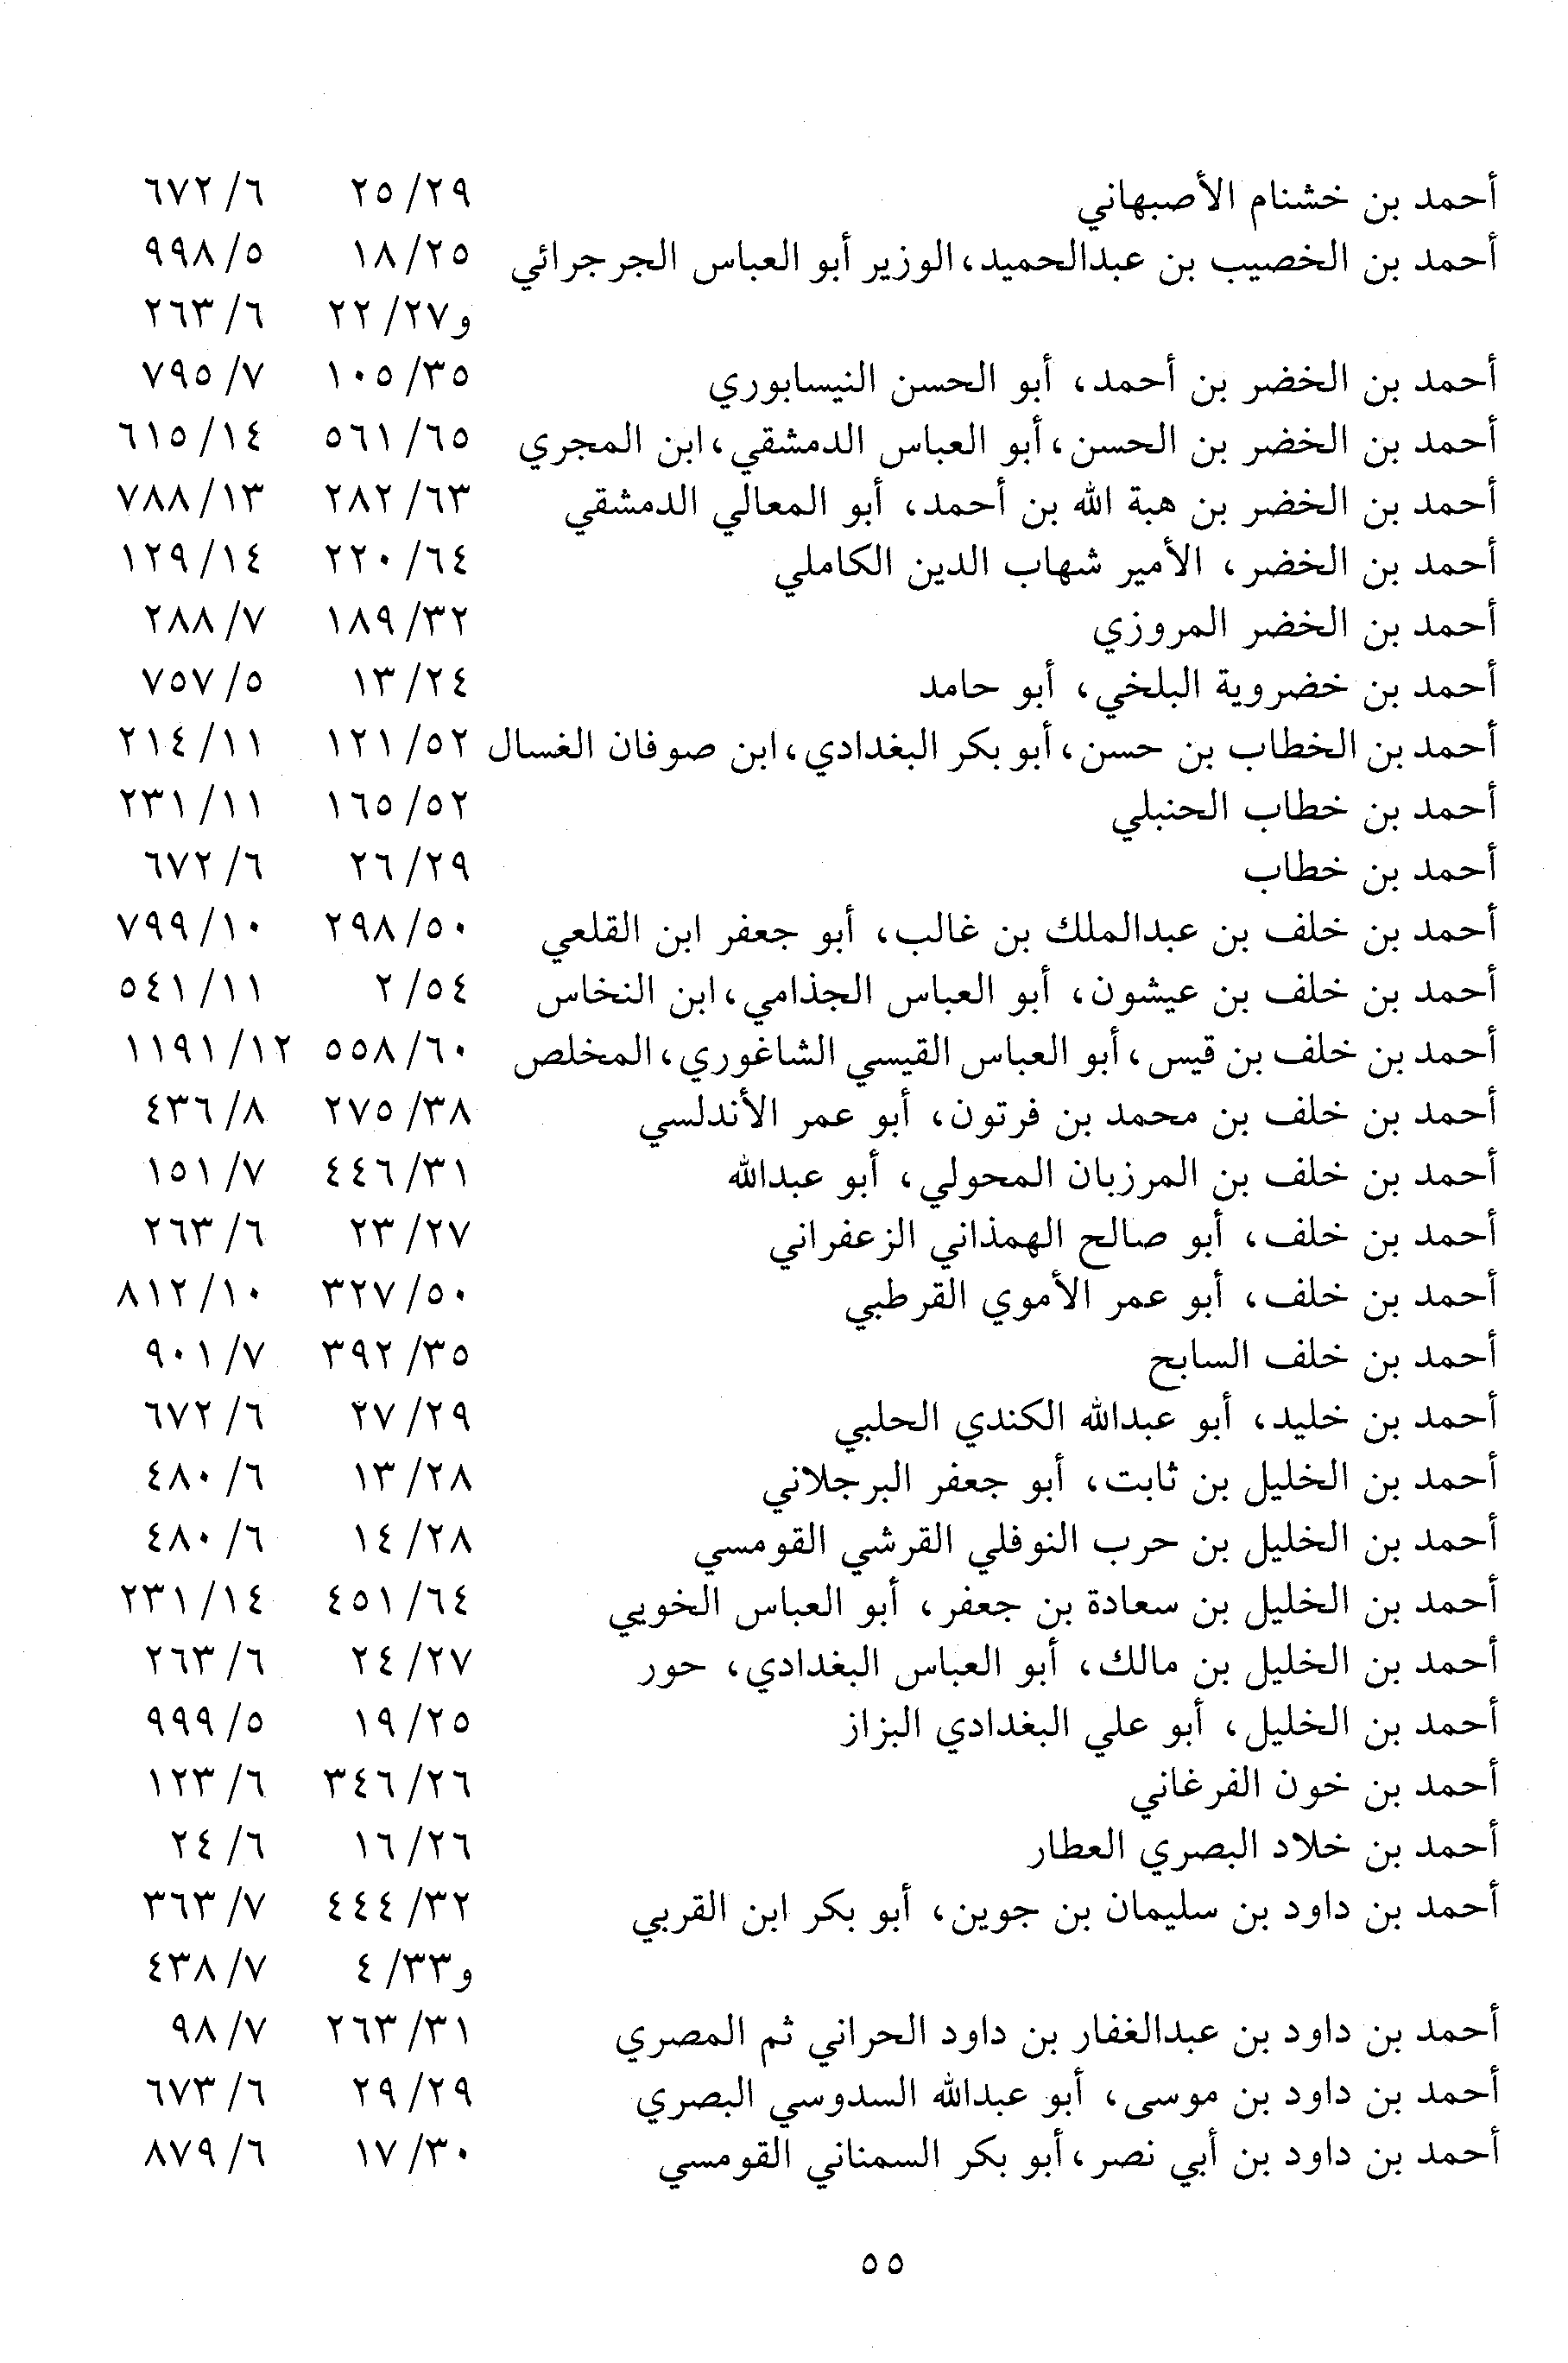 أحمد بن خشنام الأصبهاني ٢٩/ ٢٥ ٦/ ٦٧٢
أحمد بن الخصيب بن عبدالحميد، الوزير أبو العباس الجرجرائي ٢٥/ ١٨ ٥/ ٩٩٨
و٢٧/ ٢٢ ٦/ ٢٦٣
أحمد بن الخضر بن أحمد، أبو الحسن النيسابوري ٣٥/ ١٠٥ ٧/ ٧٩٥
أحمد بن الخضر بن الحسن، أبو العباس الدمشقي، ابن المجري ٦٥/ ٥٦١ ١٤/ ٦١٥
أحمد بن الخضر بن هبة الله بن أحمد، أبو المعالي الدمشقي ٦٣/ ٢٨٢ ١٣/ ٧٨٨
أحمد بن الخضر، الأمير شهاب الدين الكاملي ٦٤/ ٢٢٠ ١٤/ ١٢٩
أحمد بن الخضر المروزي ٣٢/ ١٨٩ ٧/ ٢٨٨
أحمد بن خضروية البلخي، أبو حامد ٢٤/ ١٣ ٥/ ٧٥٧
أحمد بن الخطاب بن حسن، أبو بكر البغدادي، ابن صوفان الغسال ٥٢/ ١٢١ ١١/ ٢١٤
أحمد بن خطاب الحنبلي ٥٢/ ١٦٥ ١١/ ٢٣١
أحمد بن خطاب ٢٩/ ٢٦ ٦/ ٦٧٢
أحمد بن خلف بن عبدالملك بن غالب، أبو جعفر ابن القلعي ٥٠/ ٢٩٨ ١٠/ ٧٩٩
أحمد بن خلف بن عيشون، أبو العباس الجذامي، ابن النخاس ٥٤/ ٢ ١١/ ٥٤١
أحمد بن خلف بن قيس، أبو العباس القيسي الشاغوري، المخلص ٦٠/ ٥٥٨ ١٢/ ١١٩١
أحمد بن خلف بن محمد بن فرتون، أبو عمر الأندلسي ٣٨/ ٢٧٥ ٨/ ٤٣٦
أحمد بن خلف بن المرزبان المحولي، أبو عبدالله ٣١/ ٤٤٦ ٧/ ١٥١
أحمد بن خلف، أبو صالح الهمذاني الزعفراني ٢٧/ ٢٣ ٦/ ٢٦٣
أحمد بن خلف، أبو عمر الأموي القرطبي ٥٠/ ٣٢٧ ١٠/ ٨١٢
أحمد بن خلف السابح ٣٥/ ٣٩٢ ٧/ ٩٠١
أحمد بن خليد، أبو عبدالله الكندي الحلبي ٢٩/ ٢٧ ٦/ ٦٧٢
أحمد بن الخليل بن ثابت، أبو جعفر البرجلاني ٢٨/ ١٣ ٦/ ٤٨٠
أحمد بن الخليل بن حرب النوفلي القرشي القومسي ٢٨/ ١٤ ٦/ ٤٨٠
أحمد بن الخليل بن سعادة بن جعفر، أبو العباس الخويي ٦٤/ ٤٥١ ١٤/ ٢٣١
أحمد بن الخليل بن مالك، أبو العباس البغدادي، حور ٢٧/ ٢٤ ٦/ ٢٦٣
أحمد بن الخليل، أبو علي البغدادي البزاز ٢٥/ ١٩ ٥/ ٩٩٩
أحمد بن خون الفرغاني ٢٦/ ٣٤٦ ٦/ ١٢٣
أحمد بن خلاد البصري العطار ٢٦/ ١٦ ٦/ ٢٤
أحمد بن داود بن سليمان بن جوين، أبو بكر ابن القربي ٣٢/ ٤٤٤ ٧/ ٣٦٣
و٣٣/ ٤ ٧/ ٤٣٨
أحمد بن داود بن عبدالغفار بن داود الحراني ثم المصري ٣١/ ٢٦٣ ٧/ ٩٨
أحمد بن داود بن موسى، أبو عبدالله السدوسي البصري ٢٩/ ٢٩ ٦/ ٦٧٣
أحمد بن داود بن أبي نصر، أبو بكر السمناني القومسي ٣٠/ ١٧ ٦/ ٨٧٩
٥٥